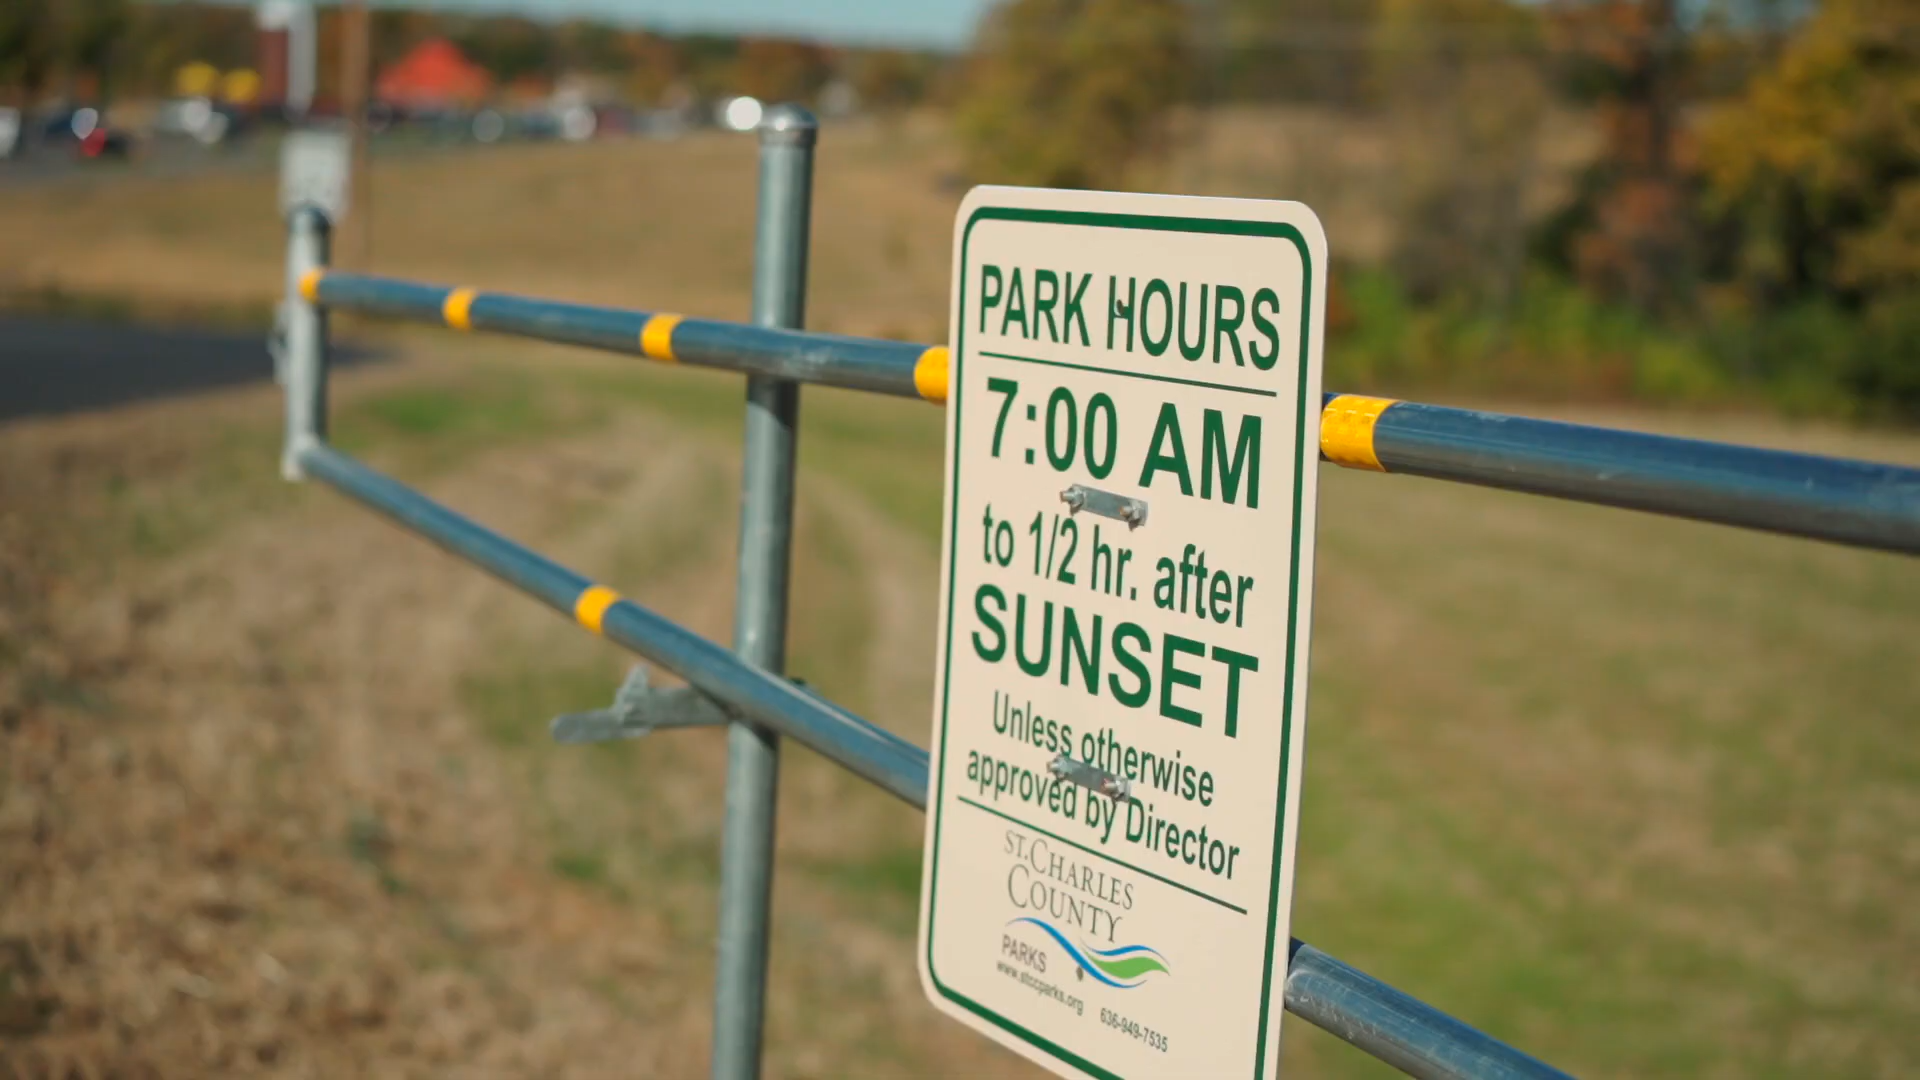 PARK HOURS
7:00 AM
to 1/2 hr. after
SUNSET
Unless otherwise
approved by Director
ST. CHARLES
COUNTY
PARKS
www.stccparks.org
636-949-7535